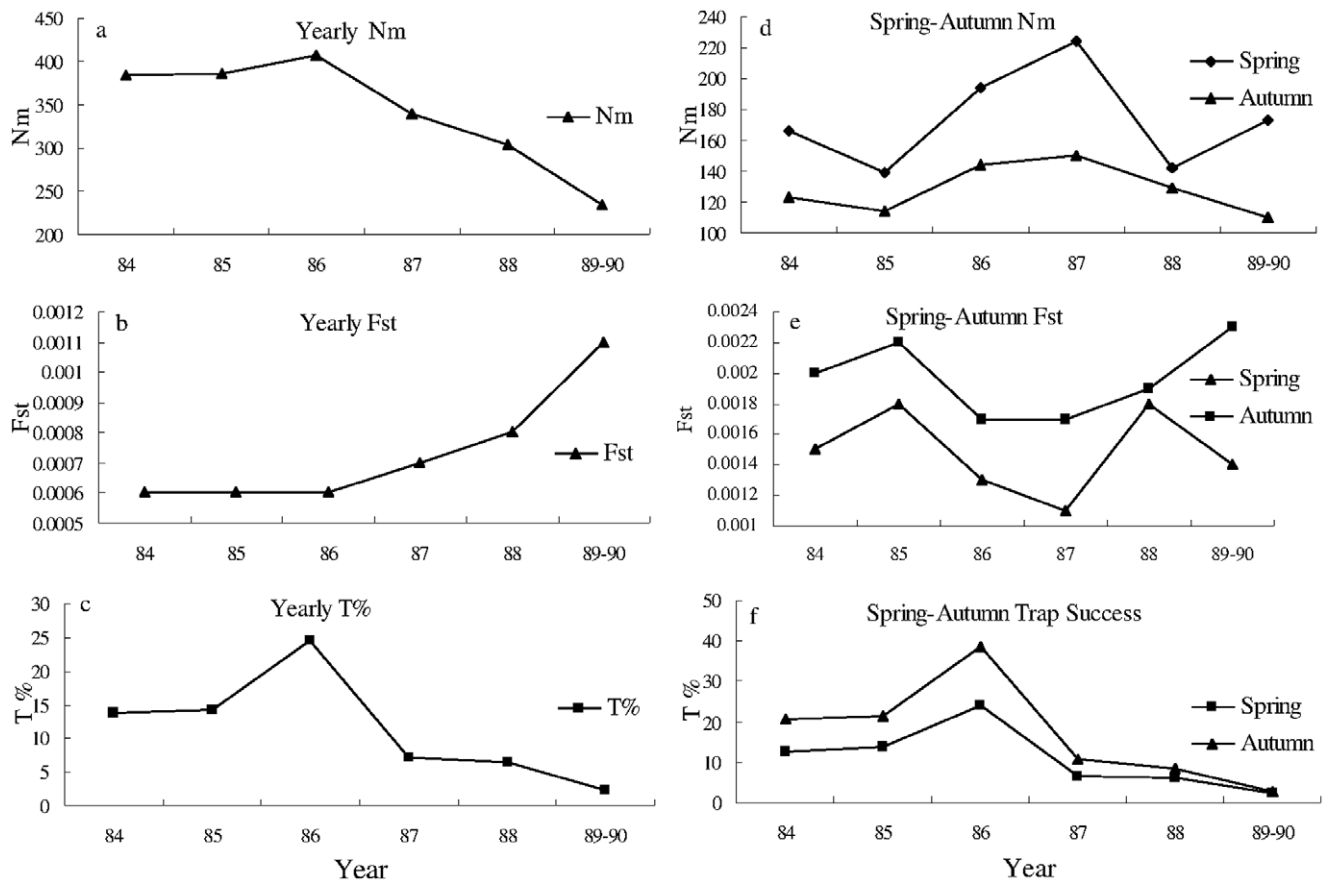 a
Yearly Nm
450
400
350
300
250
200
Nm
Nm
84
85
86
87
88
89-90
b
Yearly Fst
0.0012
0.0011
0.001
0.0009
0.0008
0.0007
0.0006
0.0005
Fst
Fst
84
85
86
87
88
89-90
c
Yearly T%
30
25
20
15
10
5
0
T %
T%
84
85
86
87
88
89-90
Year
d
Spring-Autumn Nm
240
220
200
180
160
140
120
100
Nm
Spring
Autumn
84
85
86
87
88
89-90
e
Spring-Autumn Fst
0.0024
0.0022
0.002
0.0018
0.0016
0.0014
0.0012
0.001
Fst
Spring
Autumn
84
85
86
87
88
89-90
f
Spring-Autumn Trap Success
50
40
30
20
10
0
T %
Spring
Autumn
84
85
86
87
88
89-90
Year